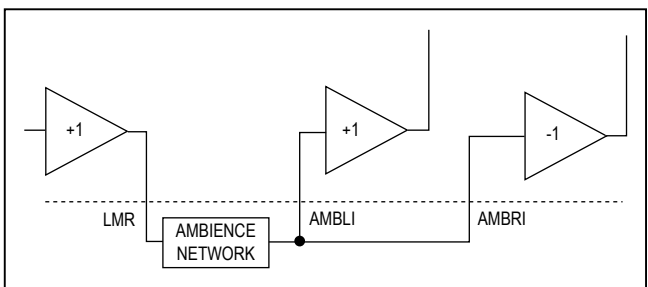 +1
+1
-1
LMR
AMBLI
AMBRI
AMBIENCE
NETWORK